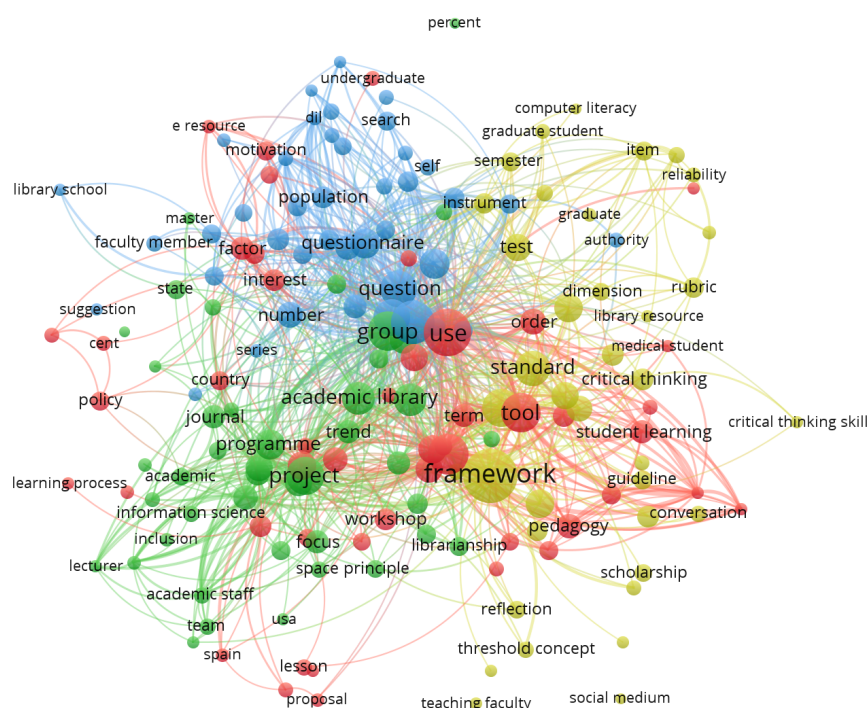 percent
undergraduate
computer literacy
dil
search
graduate student
e resource
motivation
semester
item
self
reliability
library school
population
instrument
master
graduate
faculty member
factor
questionnaire
test
authority
state
interest
question
dimension
rubric
suggestion
number
library resource
group
use
order
cent
series
medical student
country
standard
critical thinking
policy
academic library
journal
term
tool
critical thinking skill
programme
trend
student learning
academic
project
framework
learning process
guideline
information science
workshop
pedagogy
conversation
inclusion
focus
librarianship
lecturer
space principle
scholarship
academic staff
team
usa
reflection
spain
threshold concept
lesson
proposal
teaching faculty
social medium